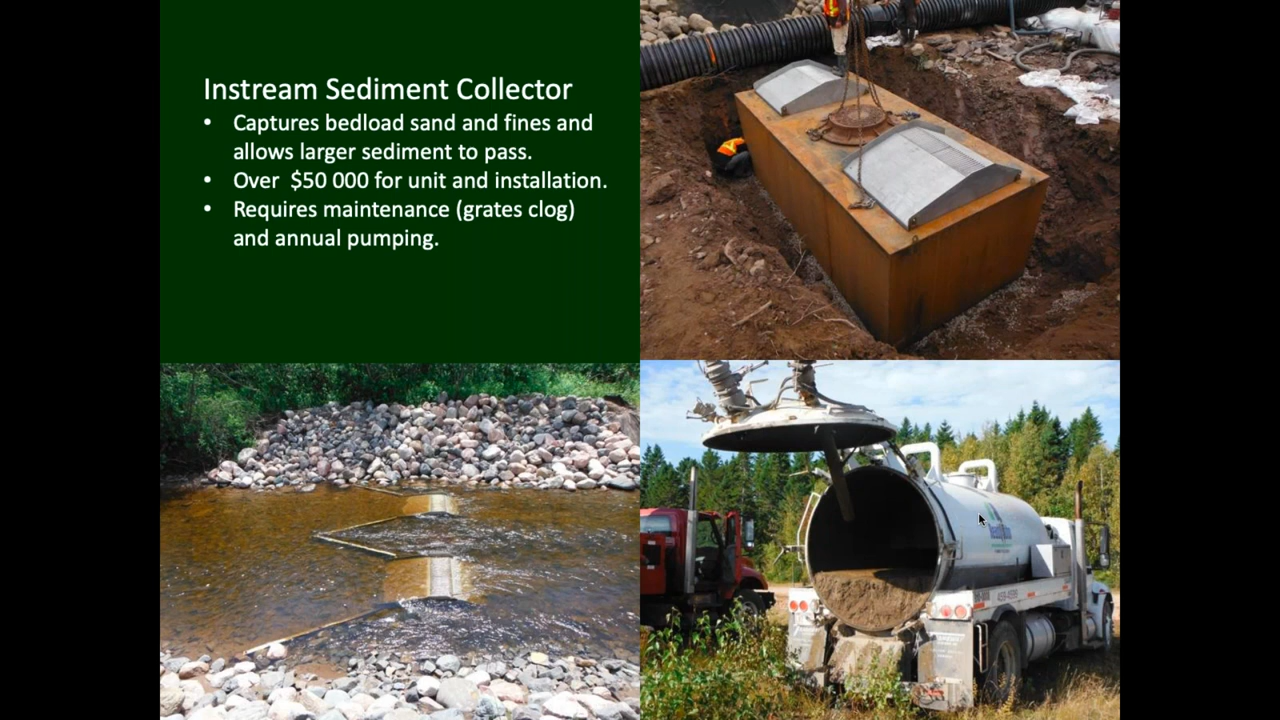 Instream Sediment Collector
• Captures bedload sand and fines and
allows larger sediment to pass.
• Over $50 000 for unit and installation.
• Requires maintenance (grates clog)
and annual pumping.